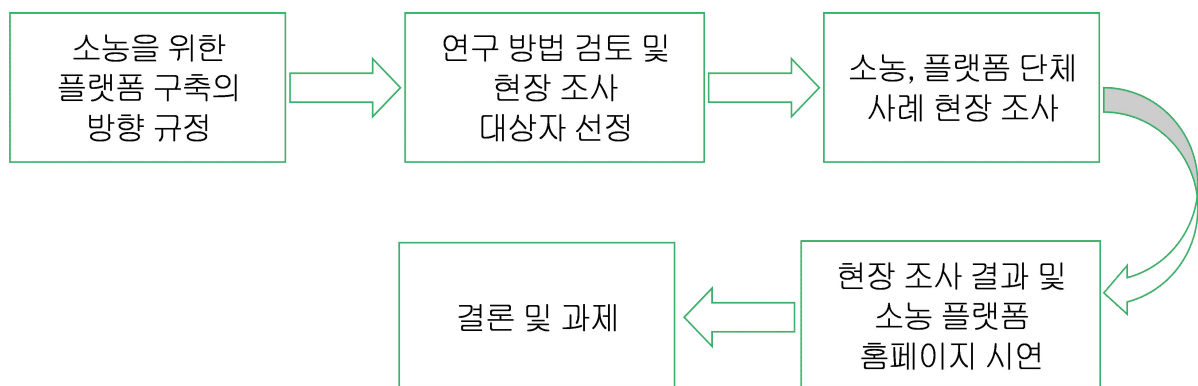 소농을 위한
플랫폼 구축의
방향 규정
연구 방법 검토 및
현장 조사
대상자 선정
소농, 플랫폼 단체
사례 현장 조사
현장 조사 결과 및
소농 플랫폼
홈페이지 시연
결론 및 과제